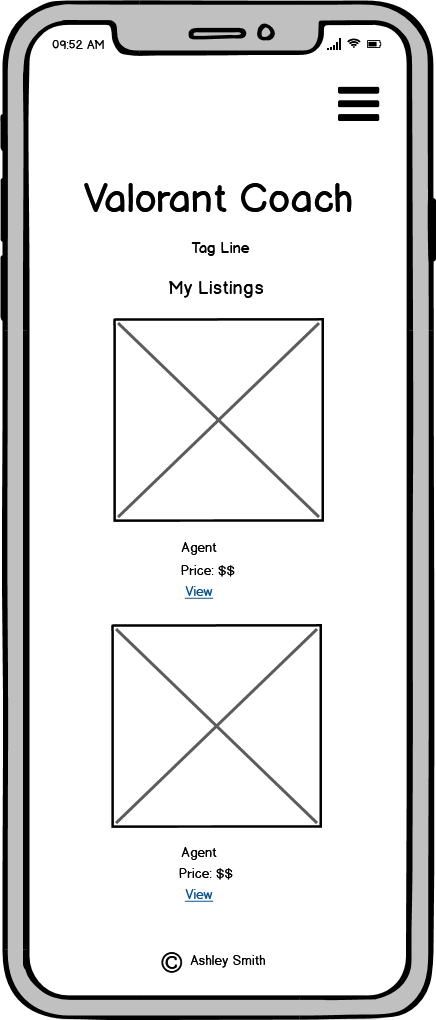 09:52 AM
Valorant Coach
Tag Line
My Listings
Agent
Price: $$
View
Agent
Price: $$
View
© Ashley Smith